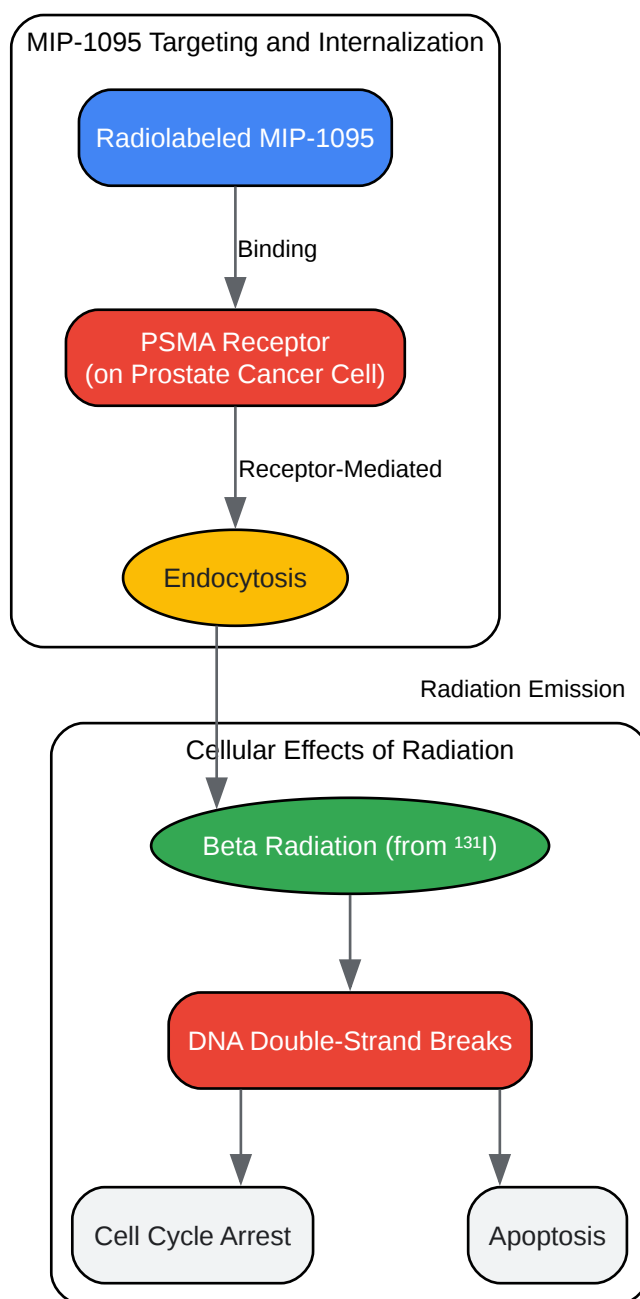 MIP-1095 Targeting and Internalization
Radiolabeled MIP-1095
Binding
PSMA Receptor
(on Prostate Cancer Cell)
Receptor-Mediated
Endocytosis
Radiation Emission
Cellular Effects of Radiation
Beta Radiation (from ¹³¹I)
DNA Double-Strand Breaks
Cell Cycle Arrest
Apoptosis